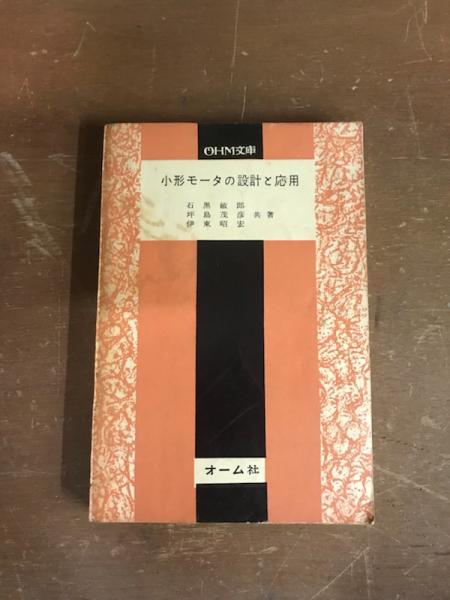 OHM文庫
小形モータの設計と応用
石黒敏郎
坪島茂彦 共著
伊東昭宏
オーム社